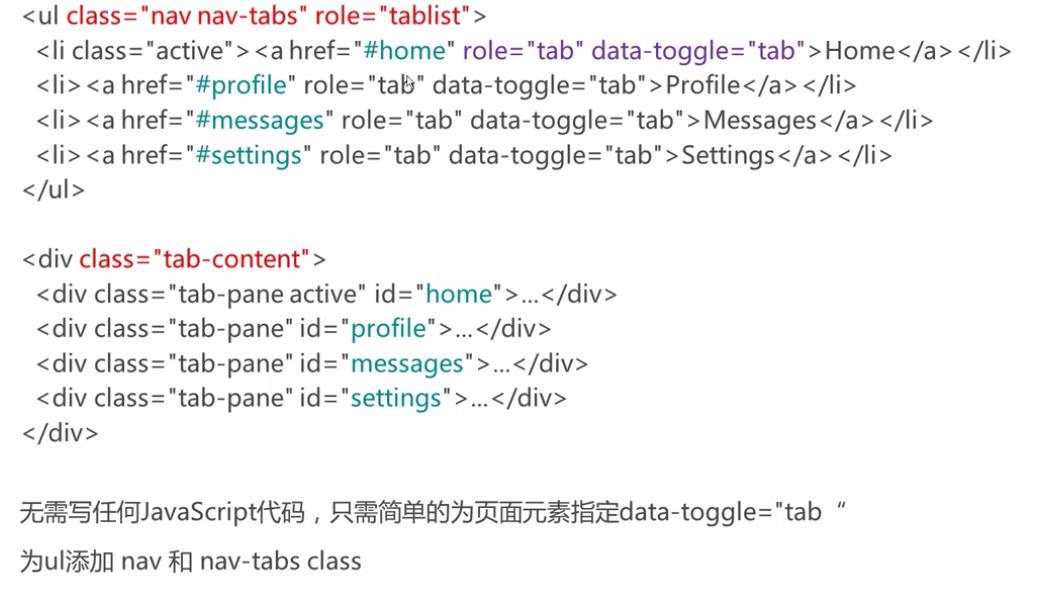 <ul class="nav nav-tabs" role="tablist">
<li class="active"><a href="#home" role="tab" data-toggle="tab">Home</a></li>
<li><a href="#profile" role="tab" data-toggle="tab">Profile</a></li>
<li><a href="#messages" role="tab" data-toggle="tab">Messages</a></li>
<li><a href="#settings" role="tab" data-toggle="tab">Settings</a></li>
</ul>
<div class="tab-content">
<div class="tab-pane active" id="home">...</div>
<div class="tab-pane" id="profile">...</div>
<div class="tab-pane" id="messages">...</div>
<div class="tab-pane" id="settings">...</div>
</div>
无需写任何JavaScript代码，只需简单的为页面元素指定data-toggle="tab “
为ul添加 nav 和 nav-tabs class